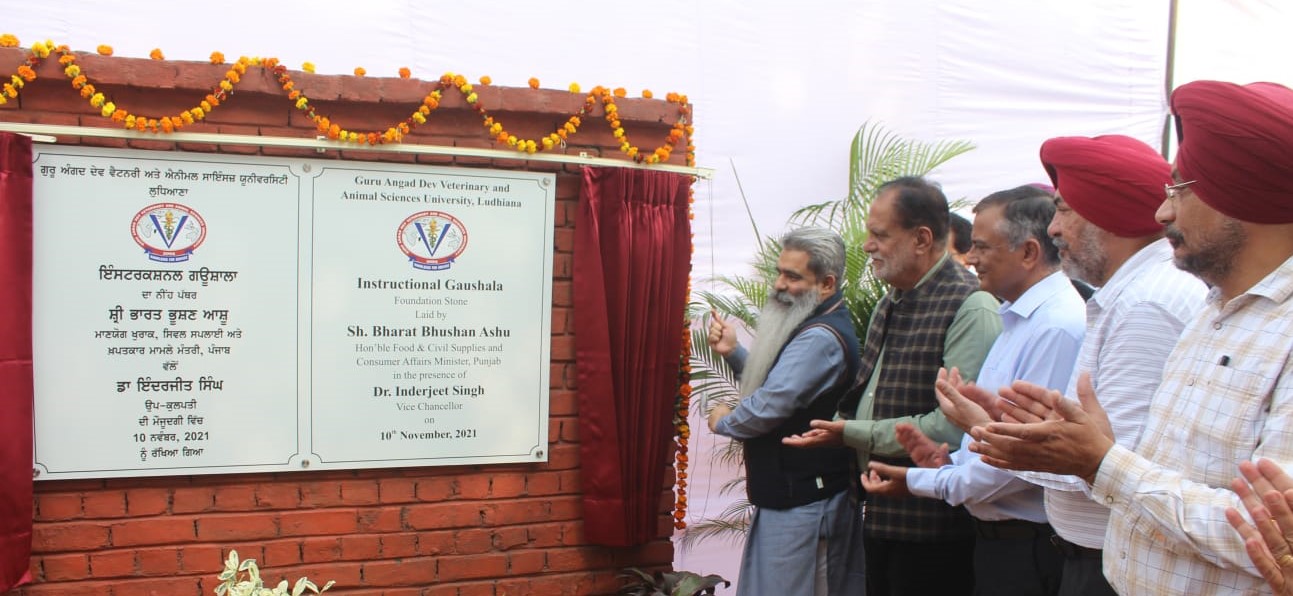 ਗੁਰੂ ਅੰਗਦ ਦੇਵ ਵੈਟਨਰੀ ਅਤੇ ਐਨੀਮਲ ਸਾਇੰਸਜ਼ ਯੂਨੀਵਰਸਿਟੀ
ਲੁਧਿਆਣਾ
ਇੰਸਟਰਕਸ਼ਨਲ ਗਊਸ਼ਾਲਾ
ਦਾ ਨੀਂਹ ਪੱਥਰ
ਸ਼੍ਰੀ ਭਾਰਤ ਭੂਸ਼ਣ ਆਸ਼ੂ
ਮਾਣਯੋਗ ਖੁਰਾਕ, ਸਿਵਲ ਸਪਲਾਈ ਅਤੇ
ਖ਼ਪਤਕਾਰ ਮਾਮਲੇ ਮੰਤਰੀ, ਪੰਜਾਬ
ਵੱਲੋਂ
ਡਾ ਇੰਦਰਜੀਤ ਸਿੰਘ
ਉਪ-ਕੁਲਪਤੀ
ਦੀ ਮੌਜੂਦਗੀ ਵਿੱਚ
10 ਨਵੰਬਰ, 2021
ਨੂੰ ਰੱਖਿਆ ਗਿਆ
Guru Angad Dev Veterinary and
Animal Sciences University, Ludhiana
Instructional Gaushala
Foundation Stone
Laid by
Sh. Bharat Bhushan Ashu
Hon'ble Food & Civil Supplies and
Consumer Affairs Minister, Punjab
in the presence of
Dr. Inderjeet Singh
Vice Chancellor
on
10th November, 2021